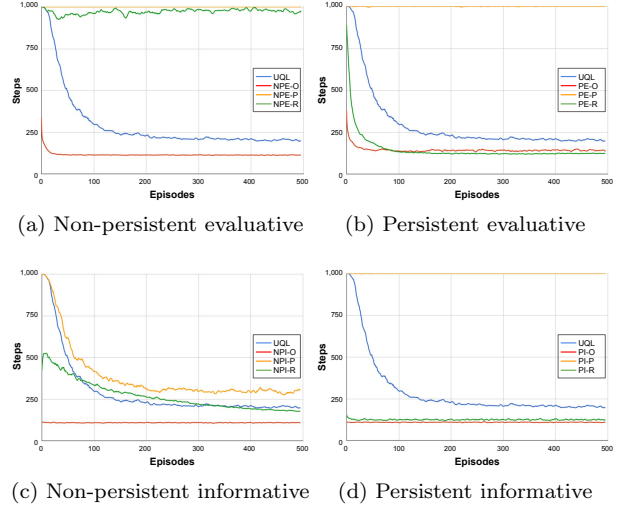 1,000
750
500
250
0
Steps
0
100
200
300
400
500
Episodes
UQL
NPE-O
NPE-P
NPE-R
(a) Non-persistent evaluative
1,000
750
500
250
0
Steps
0
100
200
300
400
500
Episodes
UQL
PE-O
PE-P
PE-R
(b) Persistent evaluative
1,000
750
500
250
0
Steps
0
100
200
300
400
500
Episodes
UQL
NPI-O
NPI-P
NPI-R
(c) Non-persistent informative
1,000
750
500
250
0
Steps
0
100
200
300
400
500
Episodes
UQL
PI-O
PI-P
PI-R
(d) Persistent informative